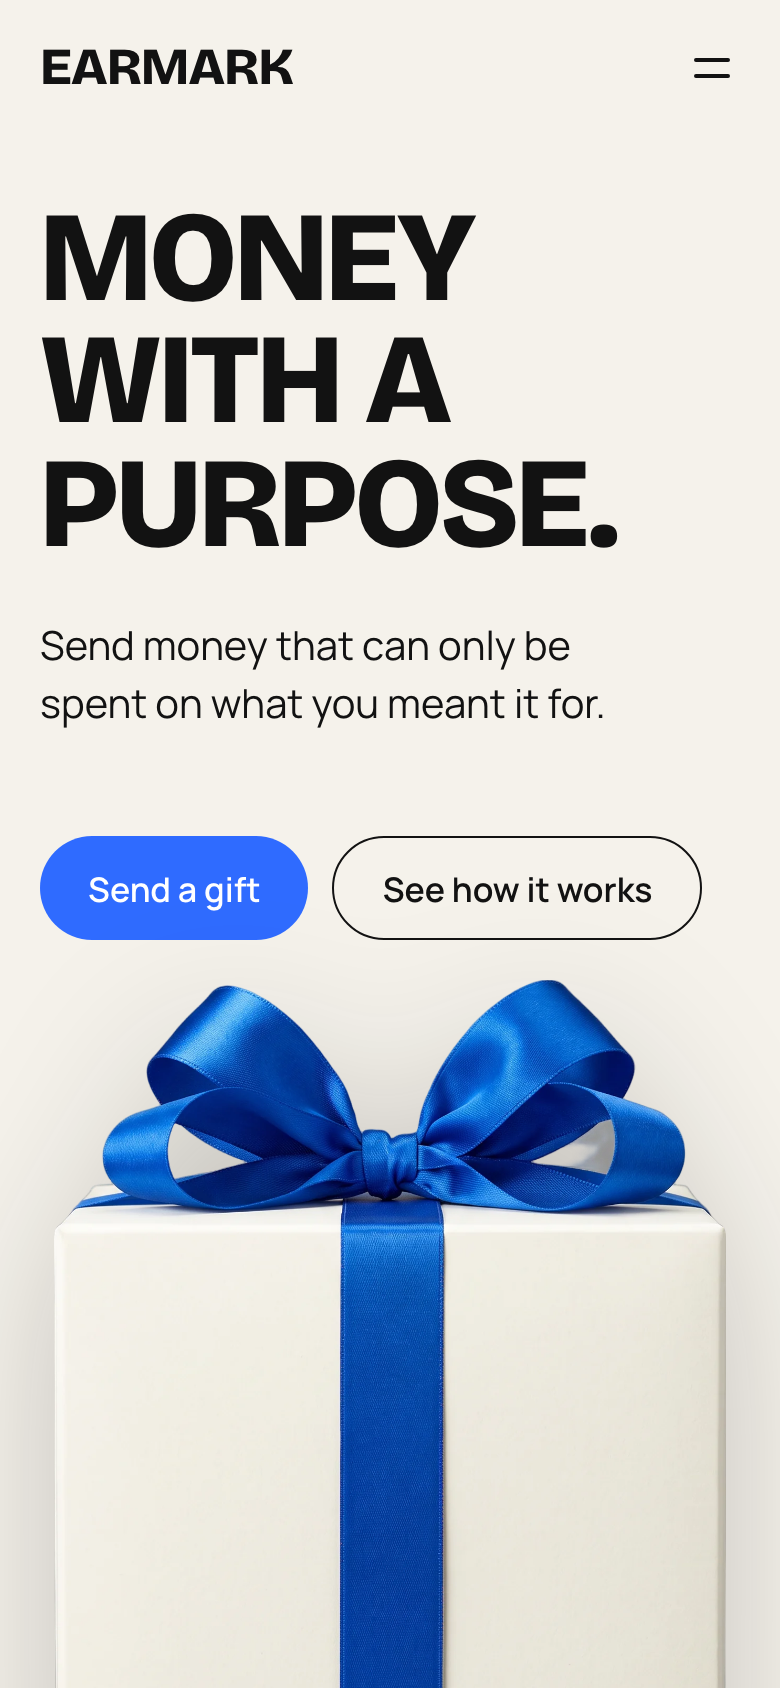 EARMARK
MONEY
WITH A
PURPOSE.
Send money that can only be
spent on what you meant it for.
Send a gift
See how it works